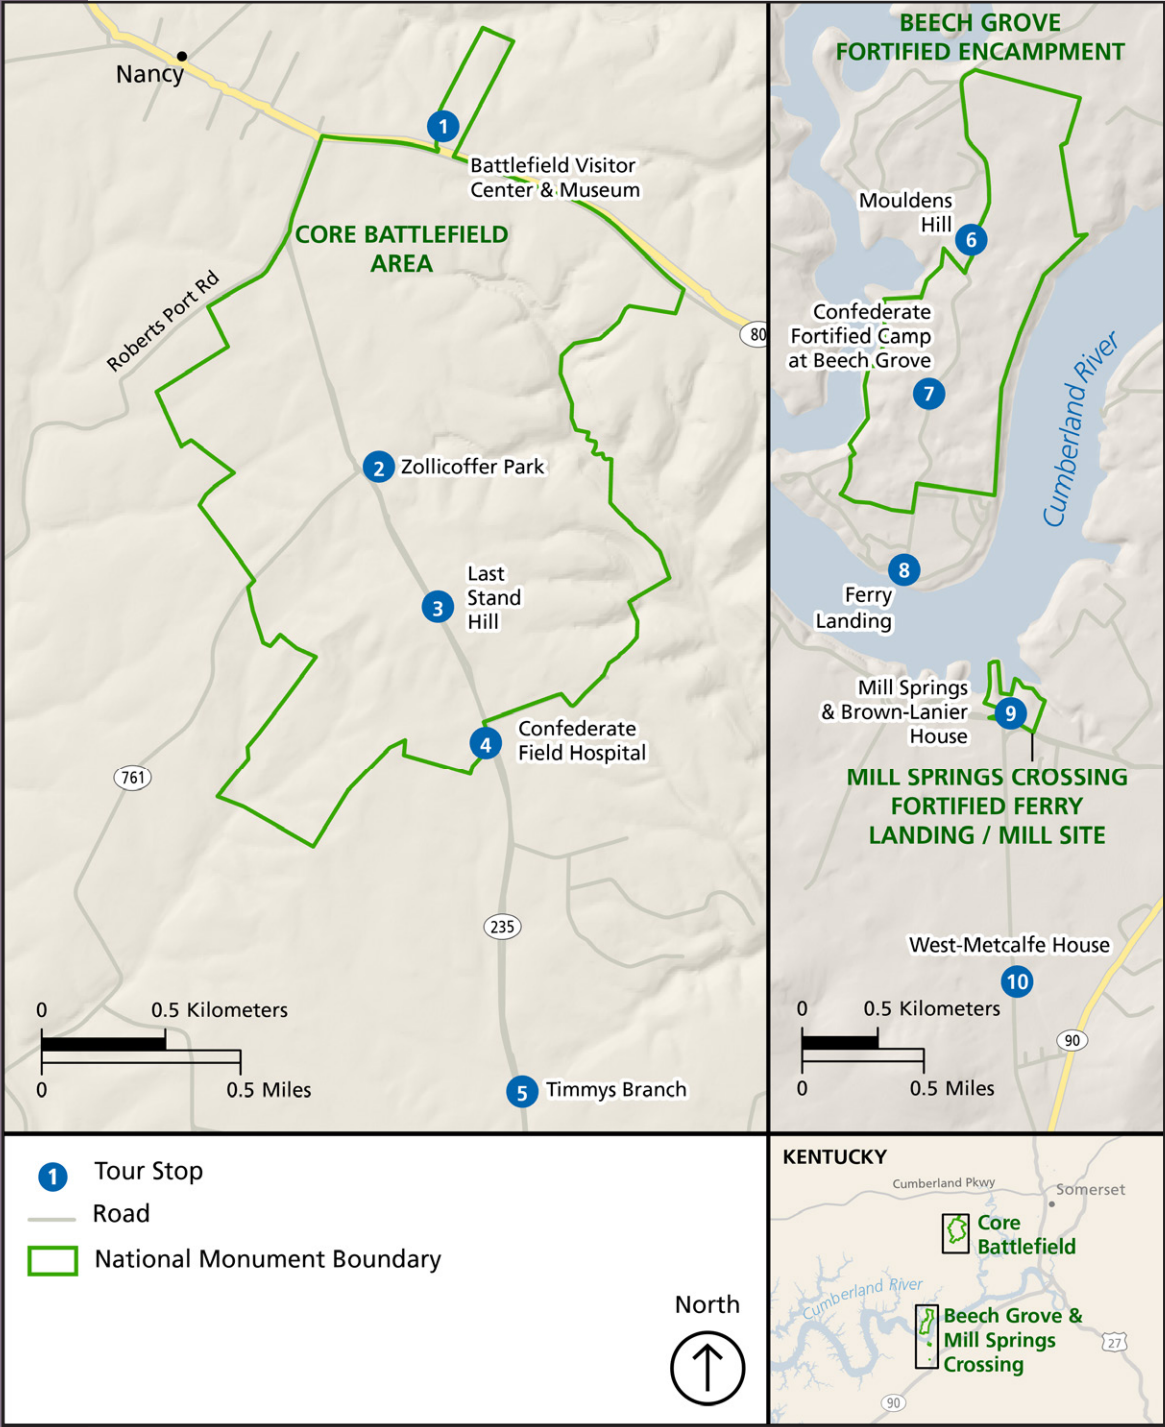 Nancy
1
Battlefield Visitor
Center & Museum
CORE BATTLEFIELD
AREA
Roberts Port Rd
80
2
Zollicoffer Park
Last
Stand
Hill
3
Confederate
Field Hospital
4
761
235
0
0.5 Kilometers
0
0.5 Miles
5
Timmys Branch
BEECH GROVE
FORTIFIED ENCAMPMENT
Mouldens
Hill
6
Confederate
Fortified Camp
at Beech Grove
7
Cumberland River
8
Ferry
Landing
Mill Springs
& Brown-Lanier
House
9
MILL SPRINGS CROSSING
FORTIFIED FERRY
LANDING / MILL SITE
West-Metcalfe House
10
0
0.5 Kilometers
0
0.5 Miles
90
1
Tour Stop
Road
National Monument Boundary
North
KENTUCKY
Cumberland Pkwy
Somerset
Core
Battlefield
Cumberland River
Beech Grove &
Mill Springs
Crossing
27
90